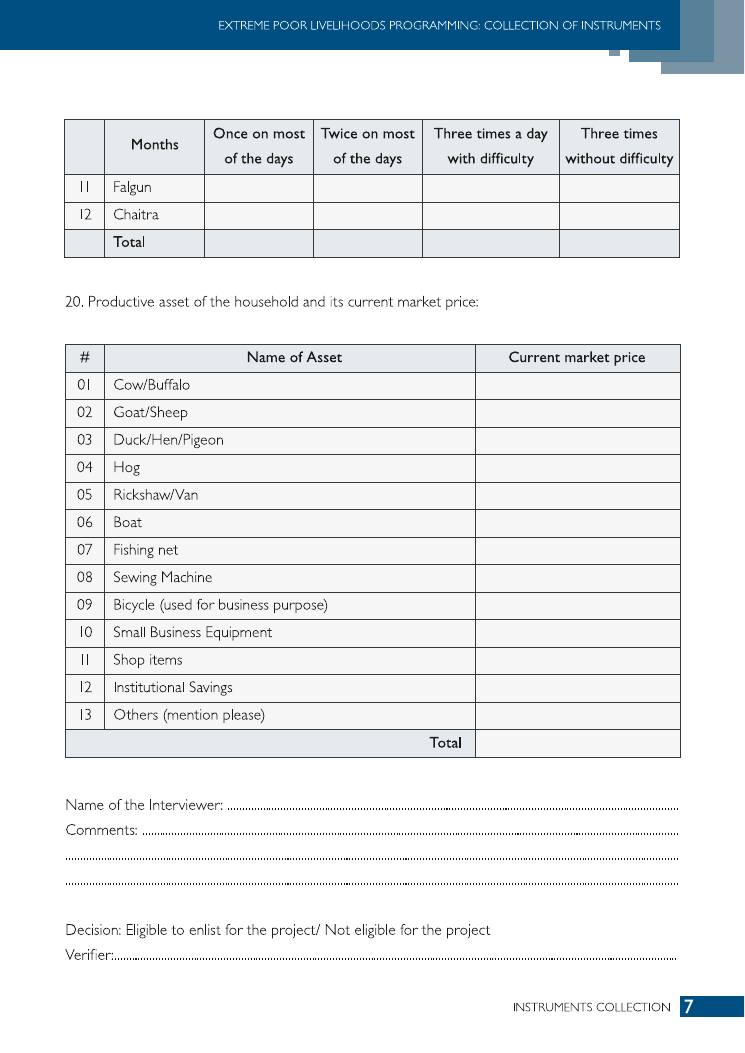 EXTREME POOR LIVELIHOODS PROGRAMMING: COLLECTION OF INSTRUMENTS
Months Once on most of the days Twice on most of the days Three times a day with difficulty Three times without difficulty
11 Falgun
12 Chaitra
Total
20. Productive asset of the household and its current market price:
# Name of Asset Current market price
01 Cow/Buffalo
02 Goat/Sheep
03 Duck/Hen/Pigeon
04 Hog
05 Rickshaw/Van
06 Boat
07 Fishing net
08 Sewing Machine
09 Bicycle (used for business purpose)
10 Small Business Equipment
11 Shop items
12 Institutional Savings
13 Others (mention please)
Total
Name of the Interviewer:
Comments:
Decision: Eligible to enlist for the project/ Not eligible for the project
Verifier:
INSTRUMENTS COLLECTION 7